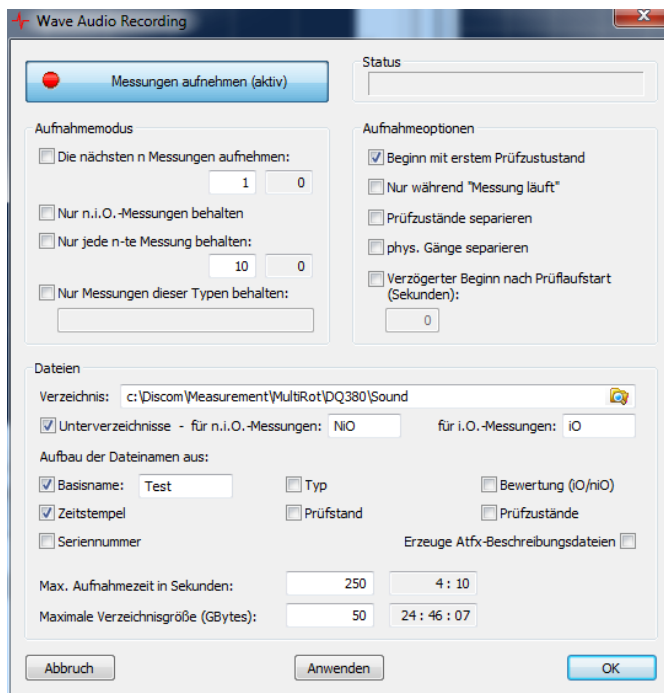 Wave Audio Recording
Messungen aufnehmen (aktiv)
Status
Aufnahmemodus
Die nächsten n Messungen aufnehmen:
1 0
Nur n.i.O.-Messungen behalten
Nur jede n-te Messung behalten:
10 0
Nur Messungen dieser Typen behalten:
Aufnahmeoptionen
Beginn mit erstem Prüfzustustand
Nur während "Messung läuft"
Prüfzustände separieren
phys. Gänge separieren
Verzögerter Beginn nach Prüflaufstart
(Sekunden):
0
Dateien
Verzeichnis: c:\Discom\Measurement\MultiRot\DQ380\Sound
Unterverzeichnisse - für n.i.O.-Messungen: NiO für i.O.-Messungen: iO
Aufbau der Dateinamen aus:
Basisname: Test Typ Bewertung (iO/niO)
Zeitstempel Prüfstand Prüfzustände
Seriennummer Erzeuge Atfx-Beschreibungsdateien
Max. Aufnahmezeit in Sekunden: 250 4 : 10
Maximale Verzeichnisgröße (GBytes): 50 24 : 46 : 07
Abbruch Anwenden OK